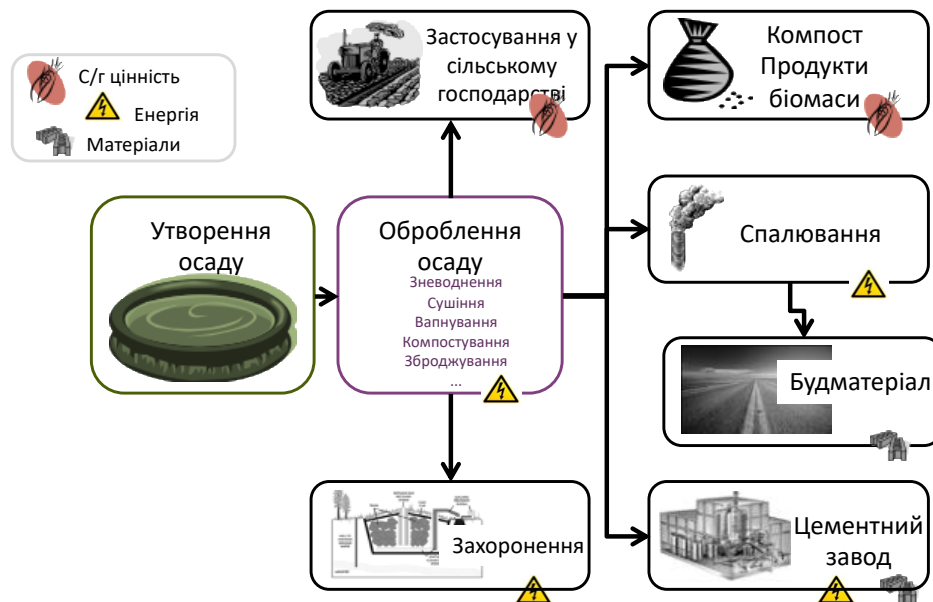 С/г цінність
Енергія
Матеріали
Застосування у
сільському
господарстві
Компост
Продукти
біомаси
Утворення
осаду
Оброблення
осаду
Зневоднення
Сушіння
Вапнування
Компостування
Зброджування
...
Спалювання
Будматеріал
Захоронення
Цементний
завод